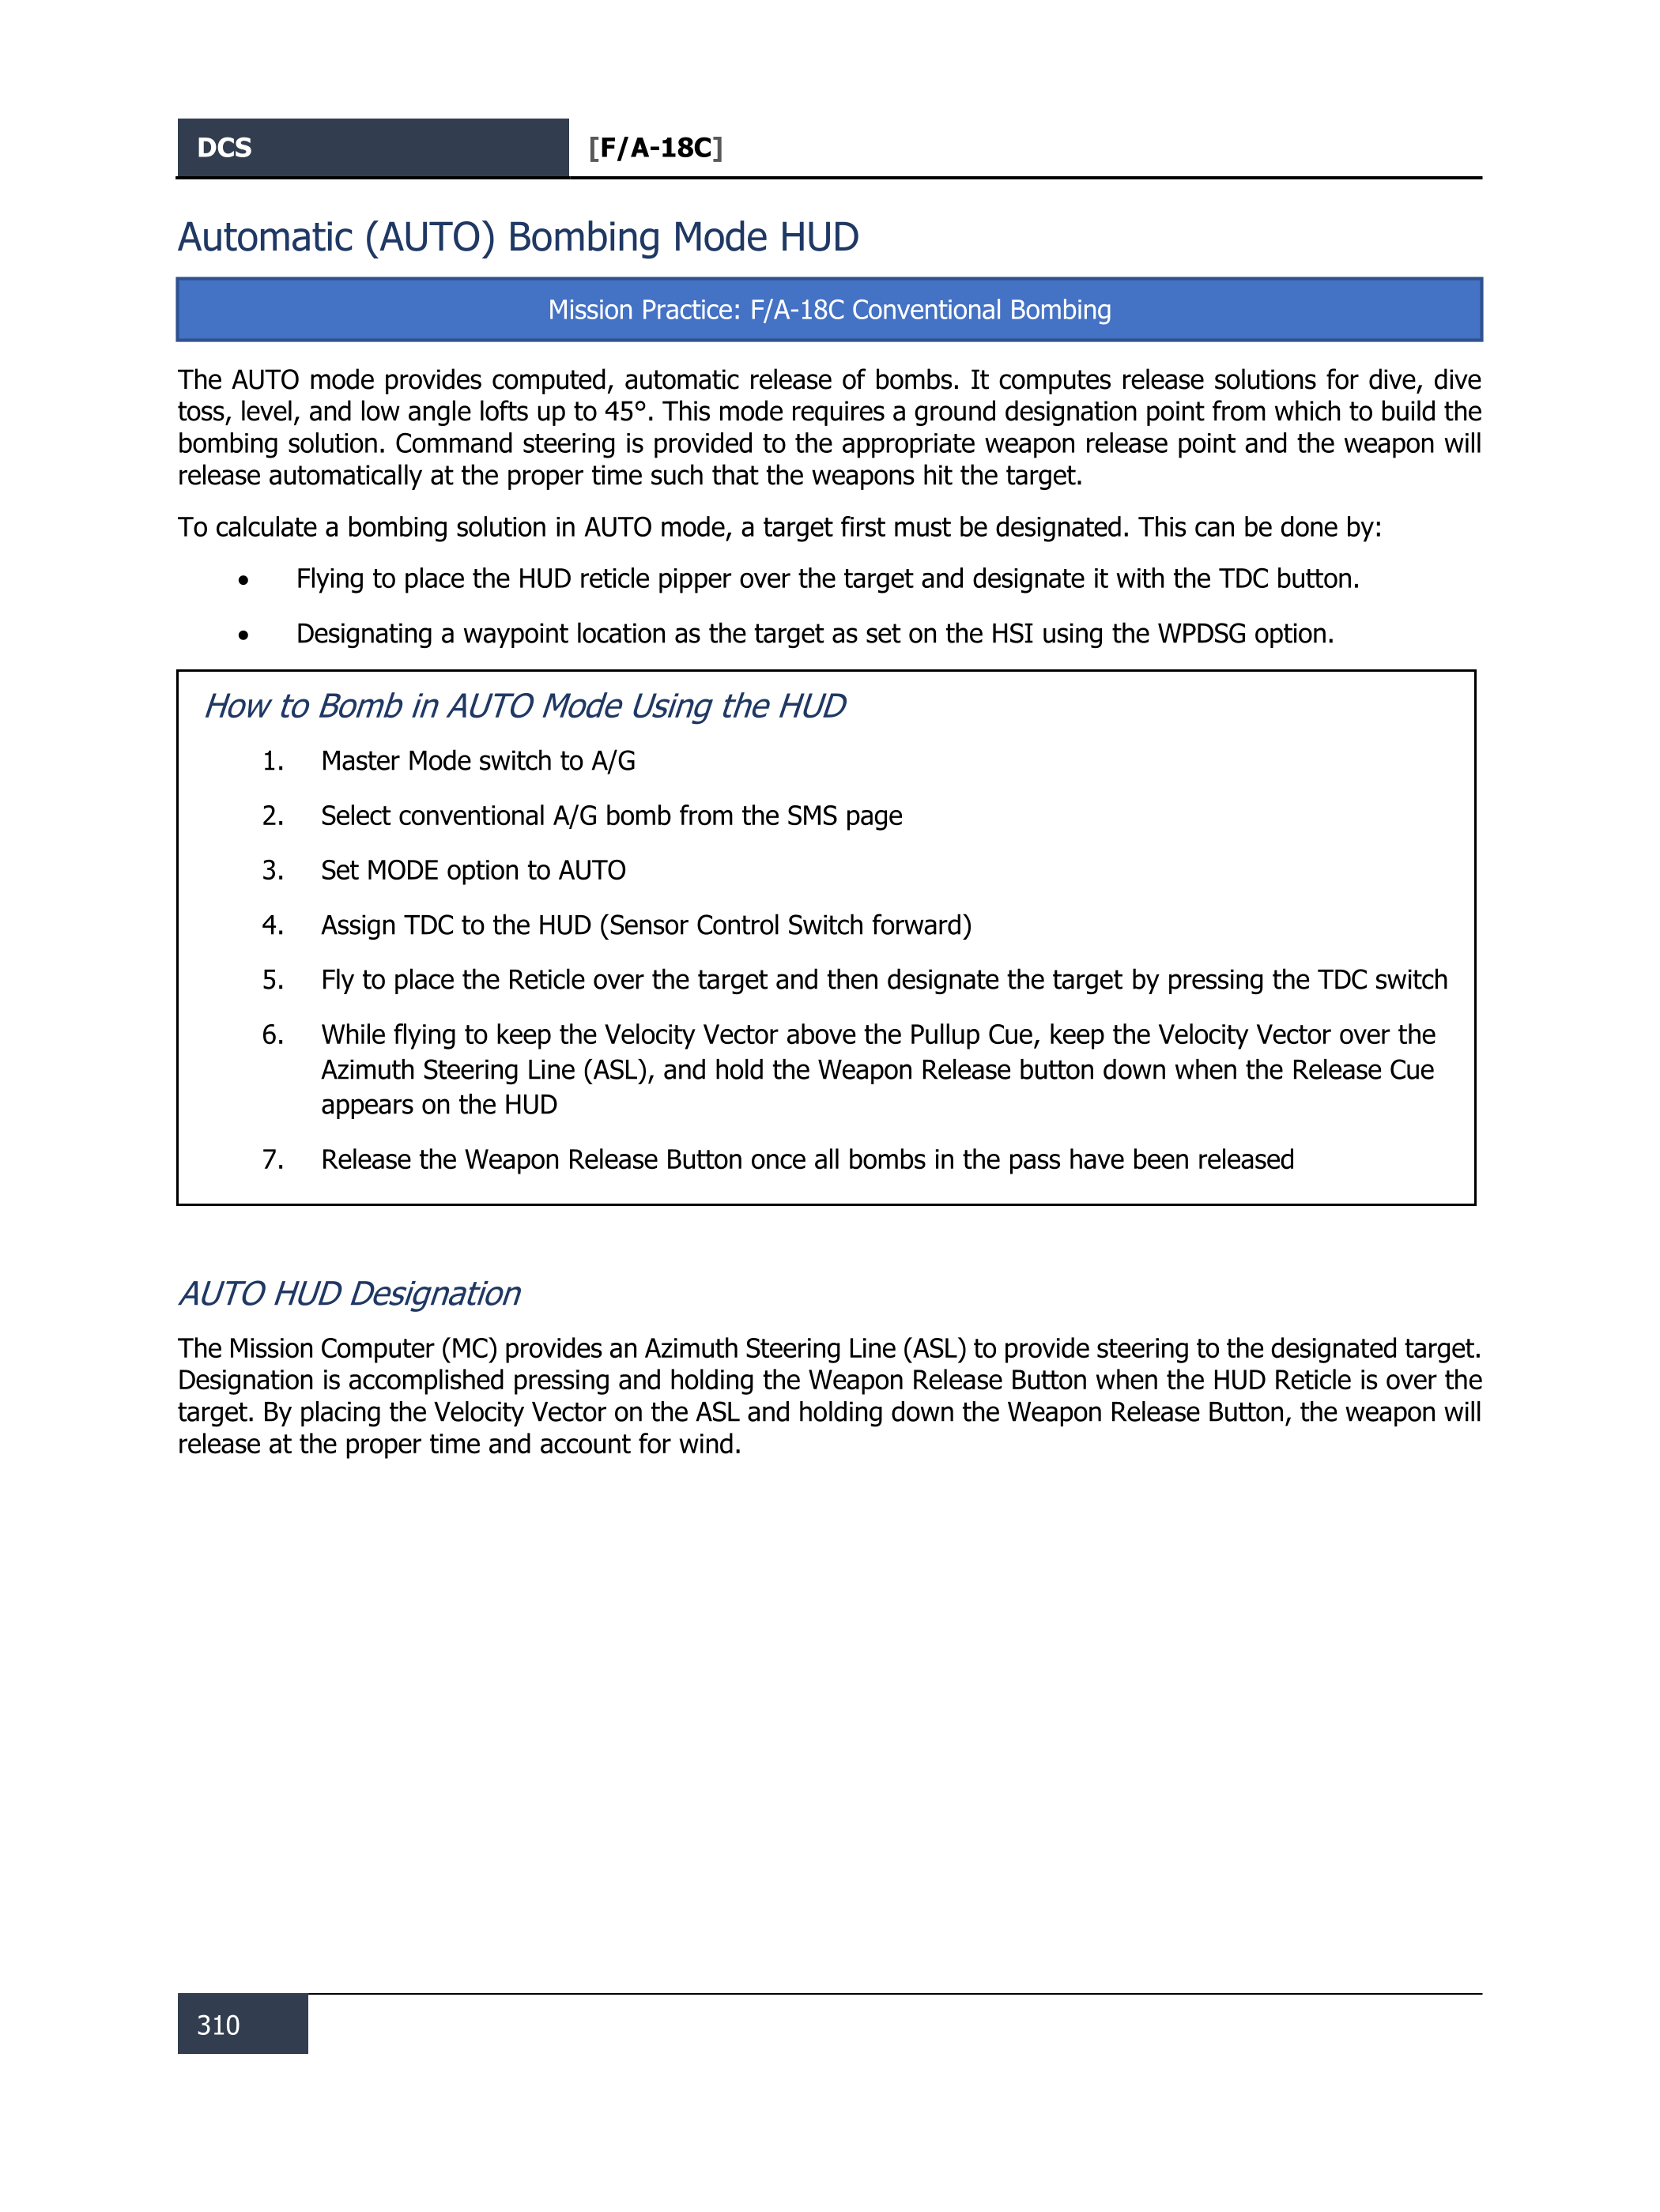 DCS [F/A-18C]
Automatic (AUTO) Bombing Mode HUD
Mission Practice: F/A-18C Conventional Bombing
The AUTO mode provides computed, automatic release of bombs. It computes release solutions for dive, dive
toss, level, and low angle lofts up to 45°. This mode requires a ground designation point from which to build the
bombing solution. Command steering is provided to the appropriate weapon release point and the weapon will
release automatically at the proper time such that the weapons hit the target.
To calculate a bombing solution in AUTO mode, a target first must be designated. This can be done by:
• Flying to place the HUD reticle pipper over the target and designate it with the TDC button.
• Designating a waypoint location as the target as set on the HSI using the WPDSG option.
How to Bomb in AUTO Mode Using the HUD
1. Master Mode switch to A/G
2. Select conventional A/G bomb from the SMS page
3. Set MODE option to AUTO
4. Assign TDC to the HUD (Sensor Control Switch forward)
5. Fly to place the Reticle over the target and then designate the target by pressing the TDC switch
6. While flying to keep the Velocity Vector above the Pullup Cue, keep the Velocity Vector over the
Azimuth Steering Line (ASL), and hold the Weapon Release button down when the Release Cue
appears on the HUD
7. Release the Weapon Release Button once all bombs in the pass have been released
AUTO HUD Designation
The Mission Computer (MC) provides an Azimuth Steering Line (ASL) to provide steering to the designated target.
Designation is accomplished pressing and holding the Weapon Release Button when the HUD Reticle is over the
target. By placing the Velocity Vector on the ASL and holding down the Weapon Release Button, the weapon will
release at the proper time and account for wind.
310